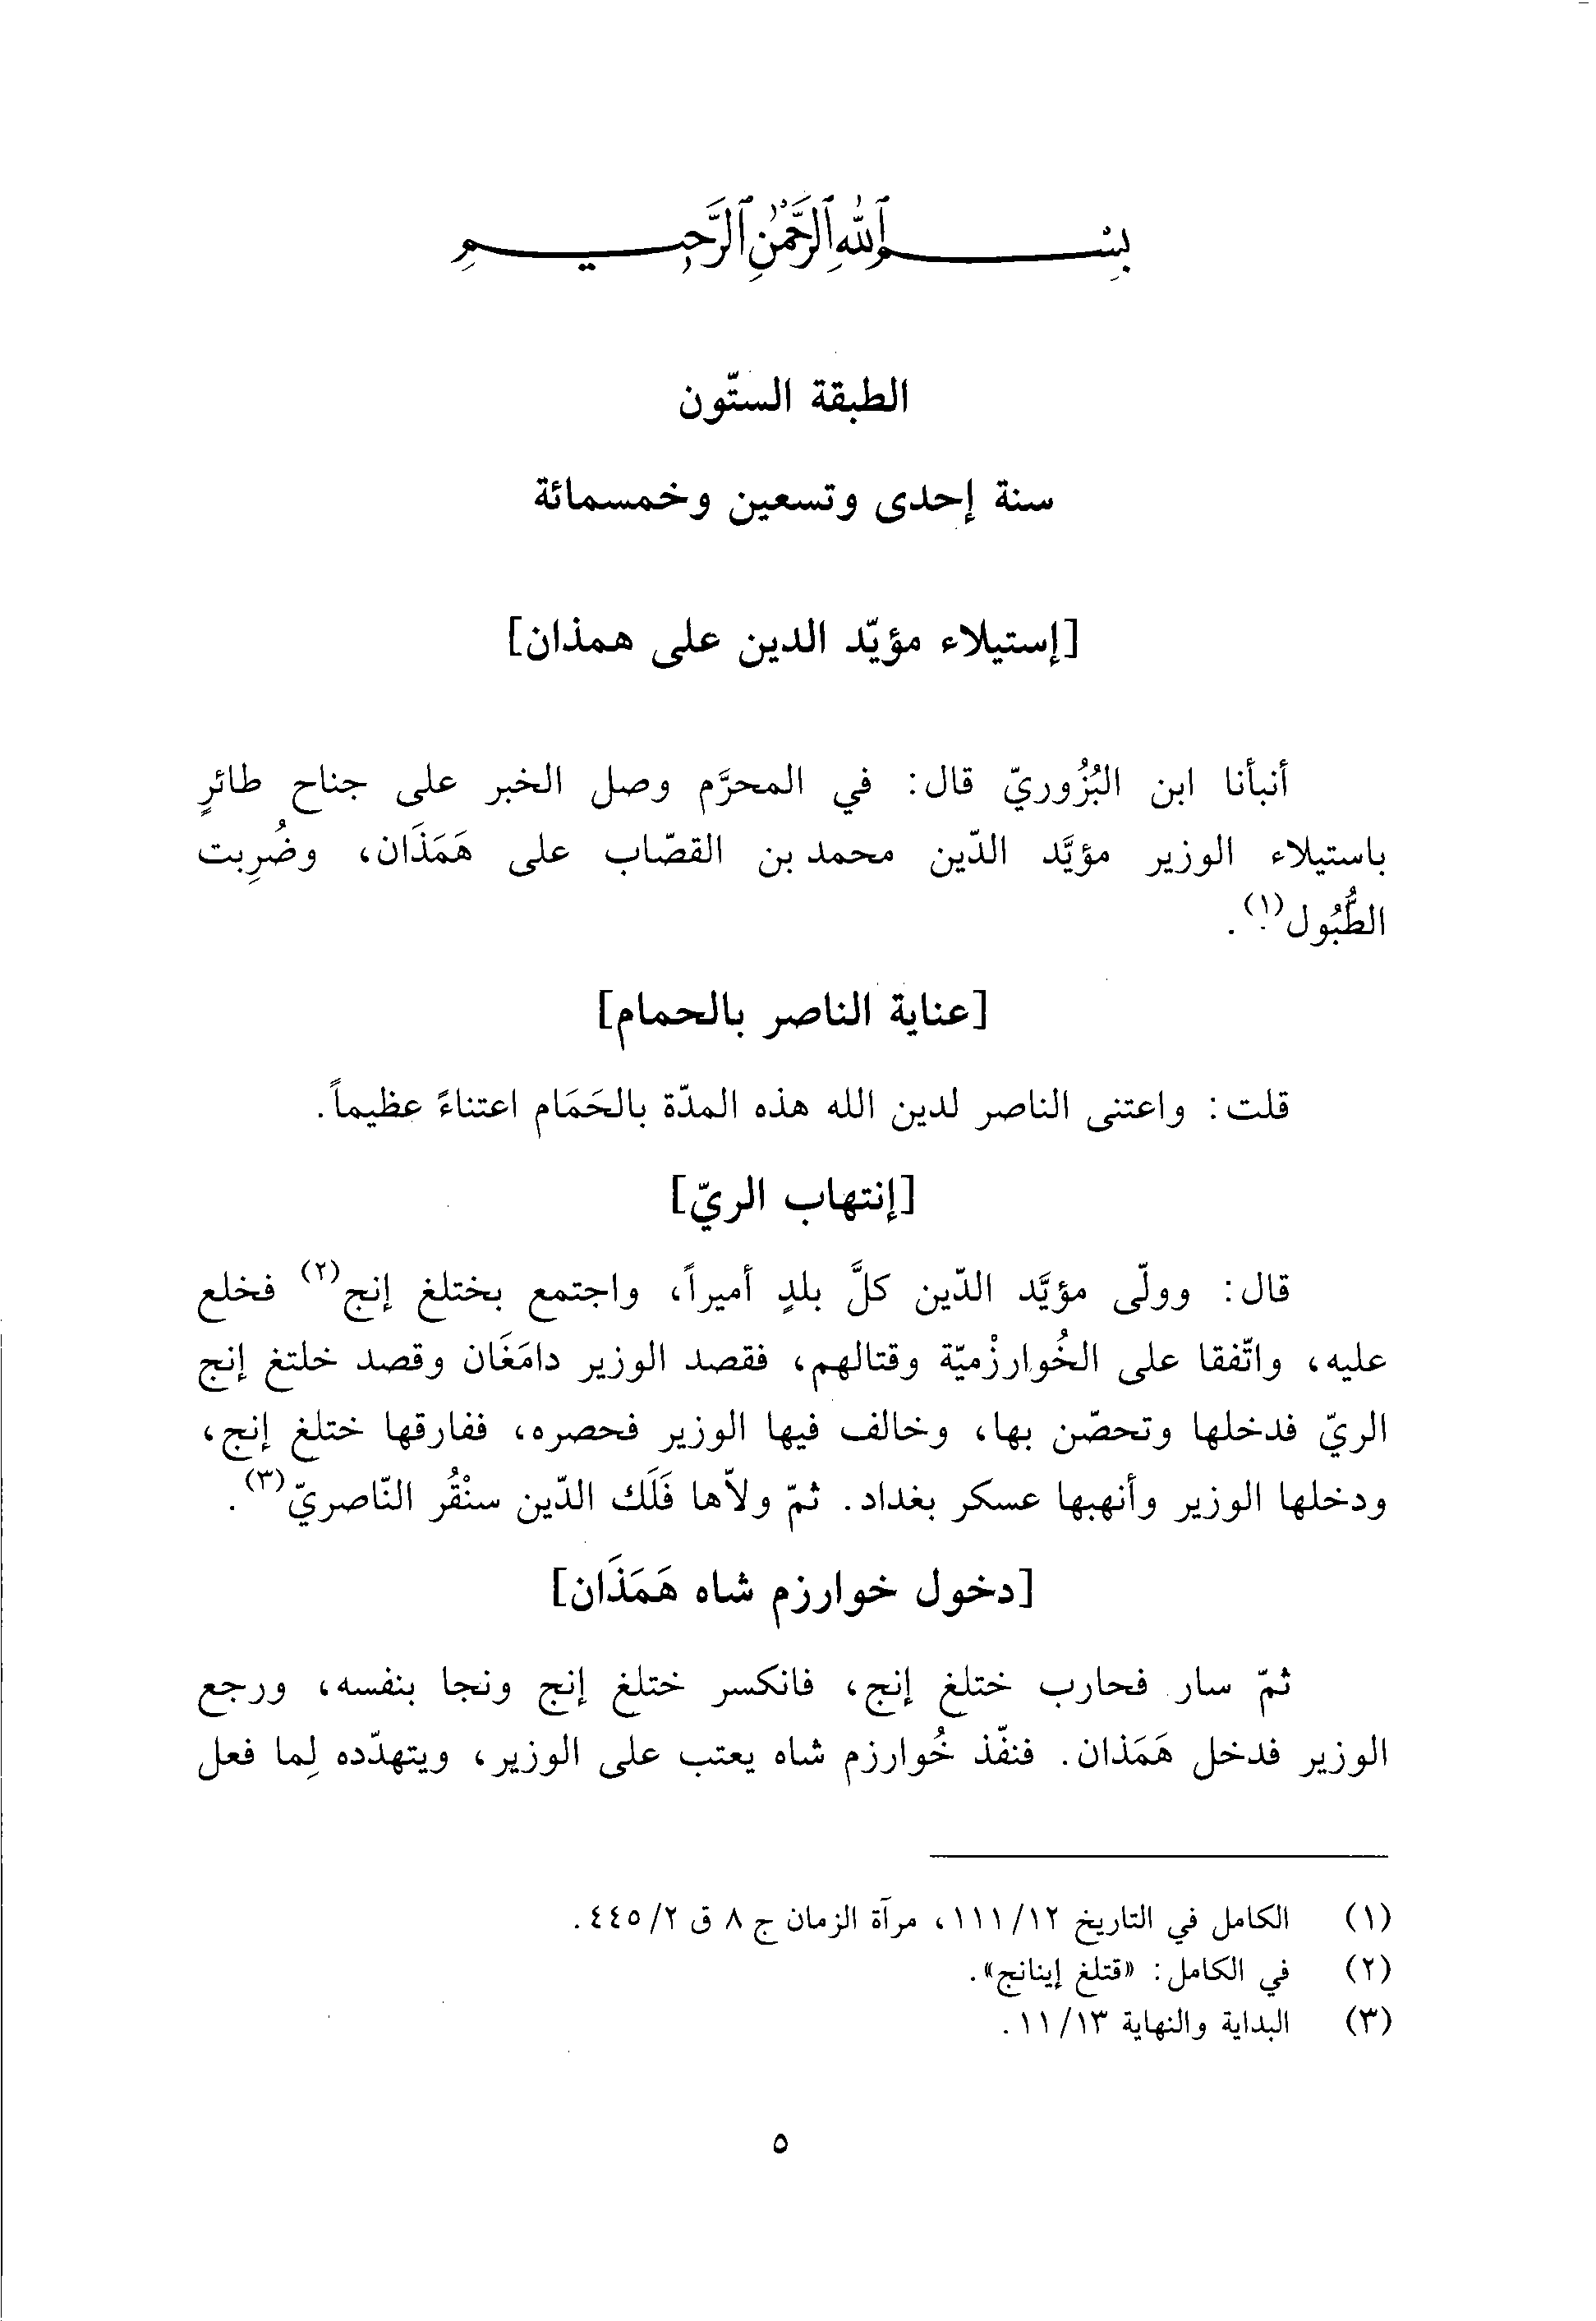 بِسْمِ ٱللَّهِ ٱلرَّحْمَٰنِ ٱلرَّحِيمِ
الطبقة الستّون
سنة إحدى وتسعين وخمسمائة
[إستيلاء مؤيّد الدين على همذان]
أنبأنا ابن البُزُوريّ قال: في المحرَّم وصل الخبر على جناح طائرٍ
باستيلاء الوزير مؤيَّد الدّين محمد بن القصّاب على هَمَذَان، وضُرِبت
الطُّبُول(١).
[عناية الناصر بالحمام]
قلت: واعتنى الناصر لدين الله هذه المدّة بالحَمَام اعتناءً عظيماً.
[إنتهاب الريّ]
قال: وولّى مؤيَّد الدّين كلَّ بلدٍ أميراً، واجتمع بختلغ إنج(٢) فخلع
عليه، واتّفقا على الخُوارزْميّة وقتالهم، فقصد الوزير دامَغَان وقصد خلتغ إنج
الريّ فدخلها وتحصّن بها، وخالف فيها الوزير فحصره، ففارقها ختلغ إنج،
ودخلها الوزير وأنهبها عسكر بغداد. ثمّ ولاّها فَلَك الدّين سنْقُر النّاصريّ(٣).
[دخول خوارزم شاه هَمَذَان]
ثمّ سار فحارب ختلغ إنج، فانكسر ختلغ إنج ونجا بنفسه، ورجع
الوزير فدخل هَمَذان. فنفّذ خُوارزم شاه يعتب على الوزير، ويتهدّده لِما فعل
(١) الكامل في التاريخ ١٢/١١١، مرآة الزمان ج ٨ ق ٢/٤٤٥.
(٢) في الكامل: «قتلغ إينانج».
(٣) البداية والنهاية ١٣/١١.
٥